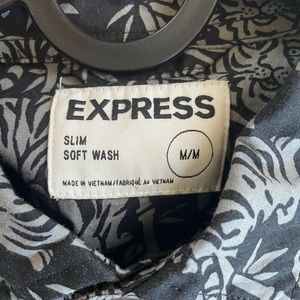 EXPRESS
SLIM
SOFT WASH
M/M
MADE IN VIETNAM/FABRIQUÉ AU VIETNAM